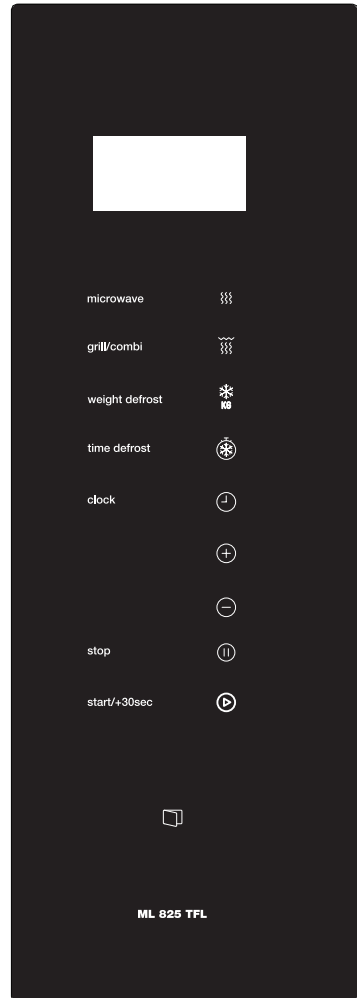 microwave
grill/combi
weight defrost
KG
time defrost
clock
stop
start/+30sec
ML 825 TFL